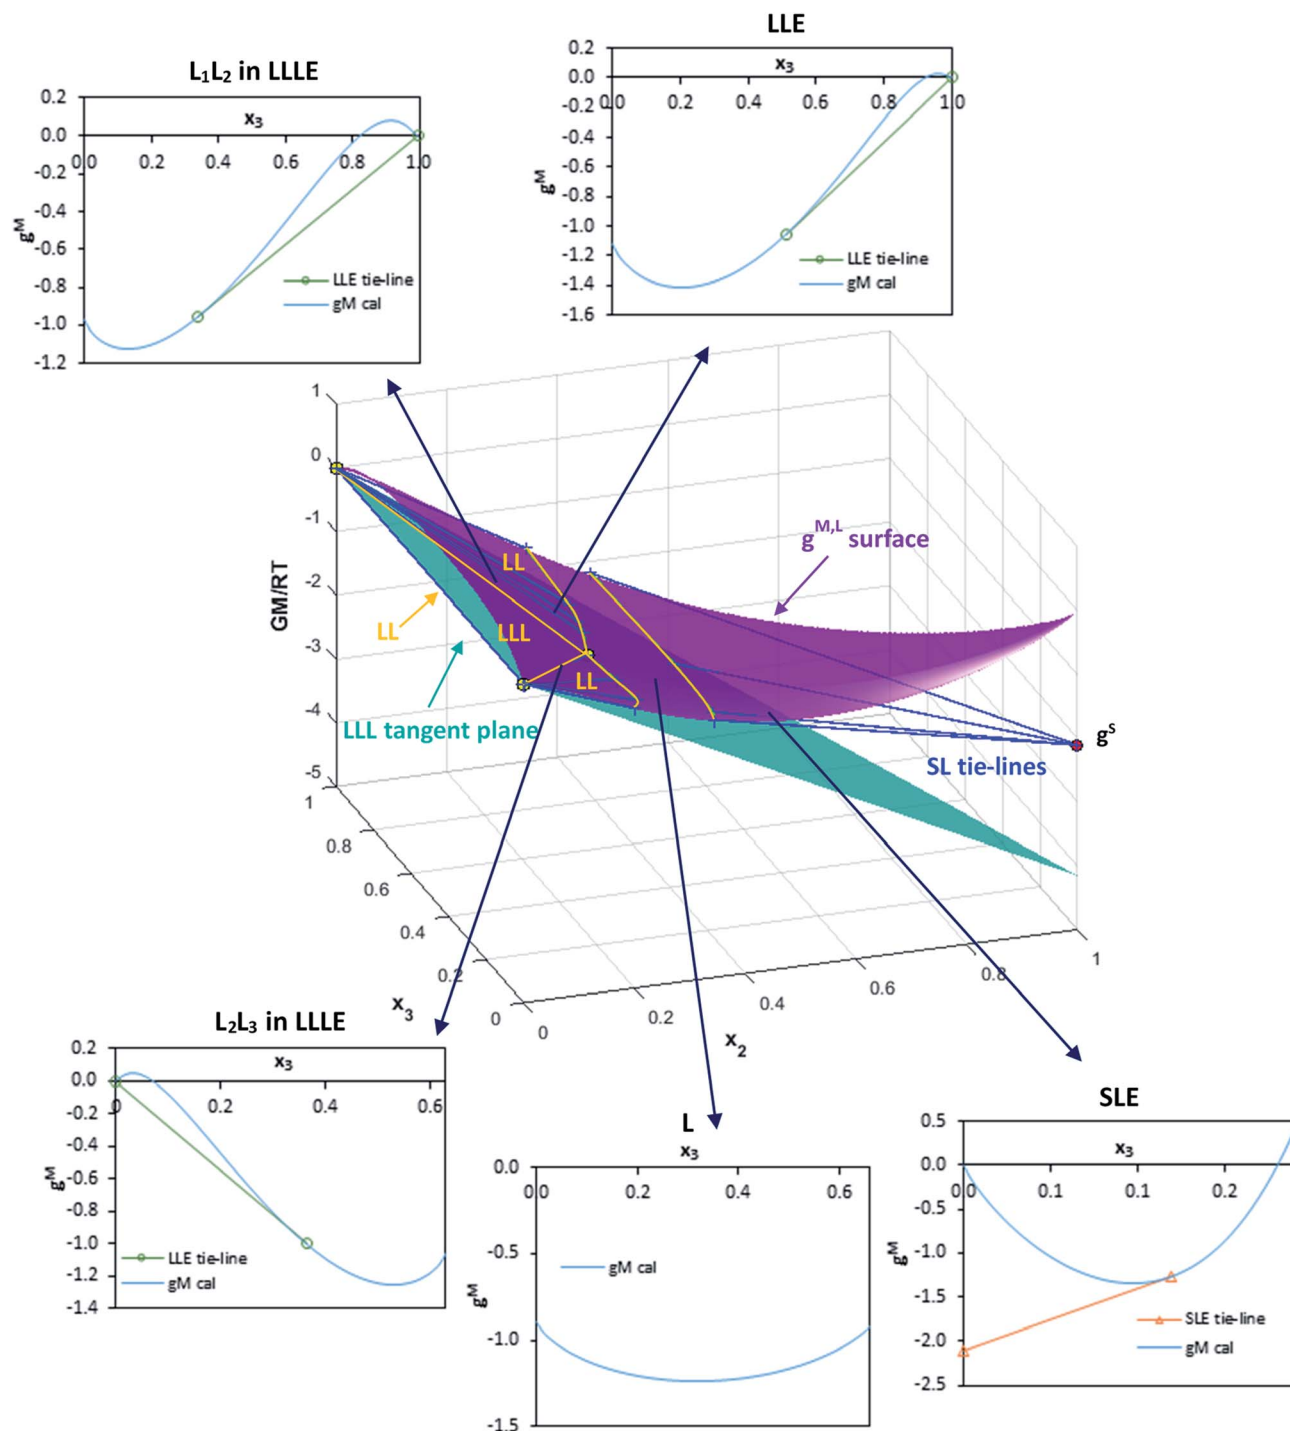 LLE
0.2
0.0
-0.2
-0.4
-0.6
-0.8
-1.0
-1.2
-1.4
-1.6
x3
0.0 0.2 0.4 0.6 0.8 1.0
gM
LLE tie-line
gM cal
L1L2 in LLLE
0.2
0.0
-0.2
-0.4
-0.6
-0.8
-1.0
-1.2
x3
0.0 0.2 0.4 0.6 0.8 1.0
gM
LLE tie-line
gM cal
1
0
-1
-2
-3
-4
-5
GM/RT
1
0.8
0.6
0.4
0.2
0
x3
0
0.2
0.4
0.6
0.8
1
x2
LL
gM,L surface
LL
LLL
LL
LLL tangent plane
gS
SL tie-lines
L2L3 in LLLE
0.2
0.0
-0.2
-0.4
-0.6
-0.8
-1.0
-1.2
-1.4
x3
0 0.2 0.4 0.6
gM
LLE tie-line
gM cal
L
x3
0.0
-0.5
-1.0
-1.5
0.0 0.2 0.4 0.6
gM
gM cal
SLE
0.5
0.0
-0.5
-1.0
-1.5
-2.0
-2.5
x3
0.0 0.1 0.1 0.2
gM
SLE tie-line
gM cal